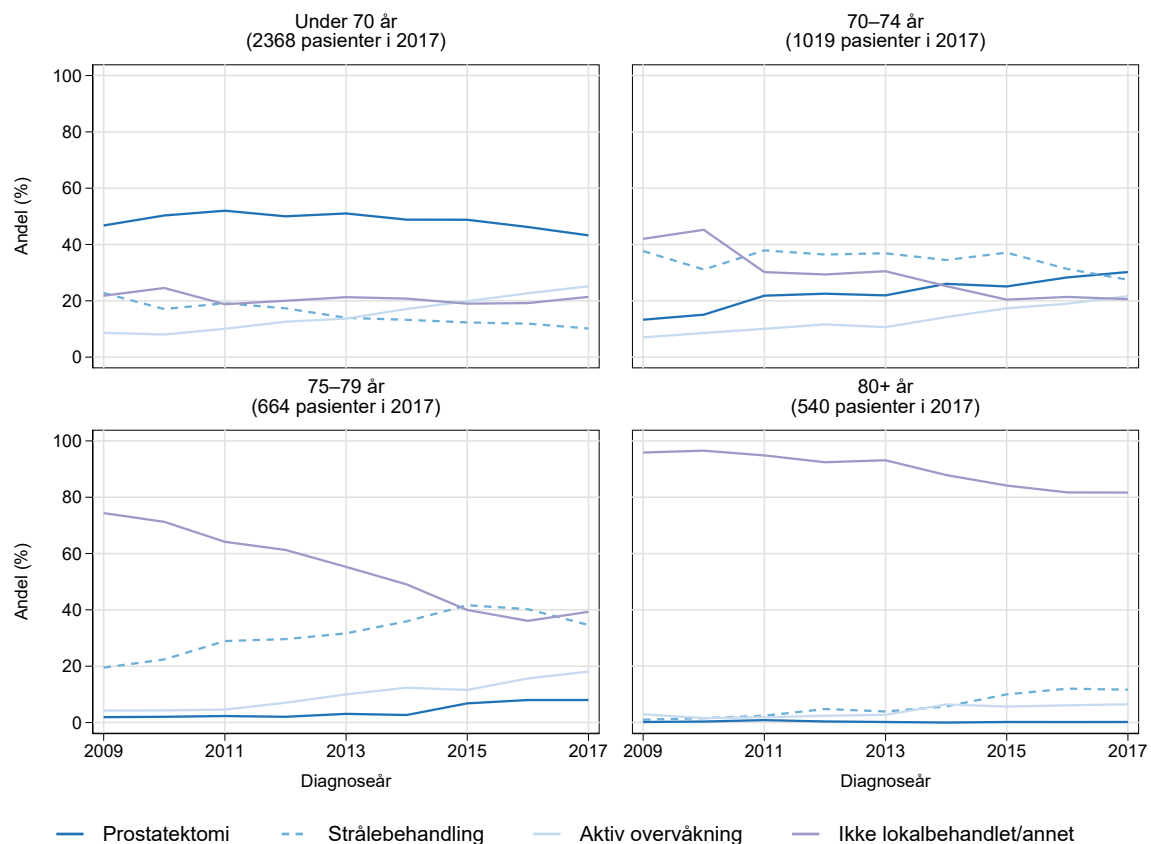 Under 70 år
(2368 pasienter i 2017)
70–74 år
(1019 pasienter i 2017)
Andel (%)
100
80
60
40
20
0
75–79 år
(664 pasienter i 2017)
80+ år
(540 pasienter i 2017)
Andel (%)
100
80
60
40
20
0
2009 2011 2013 2015 2017
2009 2011 2013 2015 2017
Diagnoseår
Diagnoseår
Prostatektomi Strålebehandling Aktiv overvåkning Ikke lokalbehandlet/annet